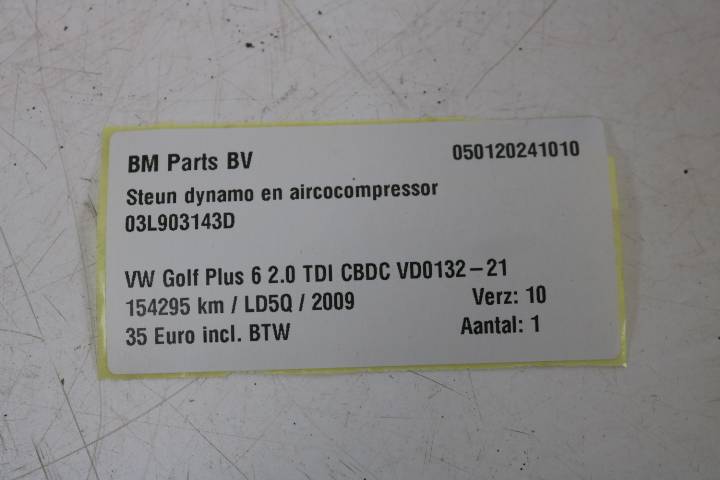 BM Parts BV 050120241010
Steun dynamo en aircocompressor
03L903143D
VW Golf Plus 6 2.0 TDI CBDC VD0132-21
154295 km / LD5Q / 2009 Verz: 10
35 Euro incl. BTW Aantal: 1